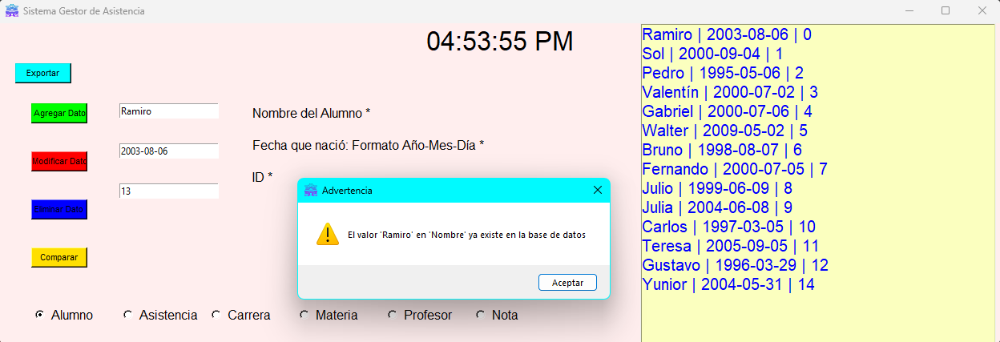 Sistema Gestor de Asistencia
04:53:55 PM
Exportar
Agregar Dato
Ramiro
Nombre del Alumno *
Modificar Dato
2003-08-06
Fecha que nació: Formato Año-Mes-Día *
Eliminar Dato
13
ID *
Comparar
Advertencia
El valor 'Ramiro' en 'Nombre' ya existe en la base de datos
Aceptar
Alumno
Asistencia
Carrera
Materia
Profesor
Nota
Ramiro | 2003-08-06 | 0
Sol | 2000-09-04 | 1
Pedro | 1995-05-06 | 2
Valentín | 2000-07-02 | 3
Gabriel | 2000-07-06 | 4
Walter | 2009-05-02 | 5
Bruno | 1998-08-07 | 6
Fernando | 2000-07-05 | 7
Julio | 1999-06-09 | 8
Julia | 2004-06-08 | 9
Carlos | 1997-03-05 | 10
Teresa | 2005-09-05 | 11
Gustavo | 1996-03-29 | 12
Yunior | 2004-05-31 | 14